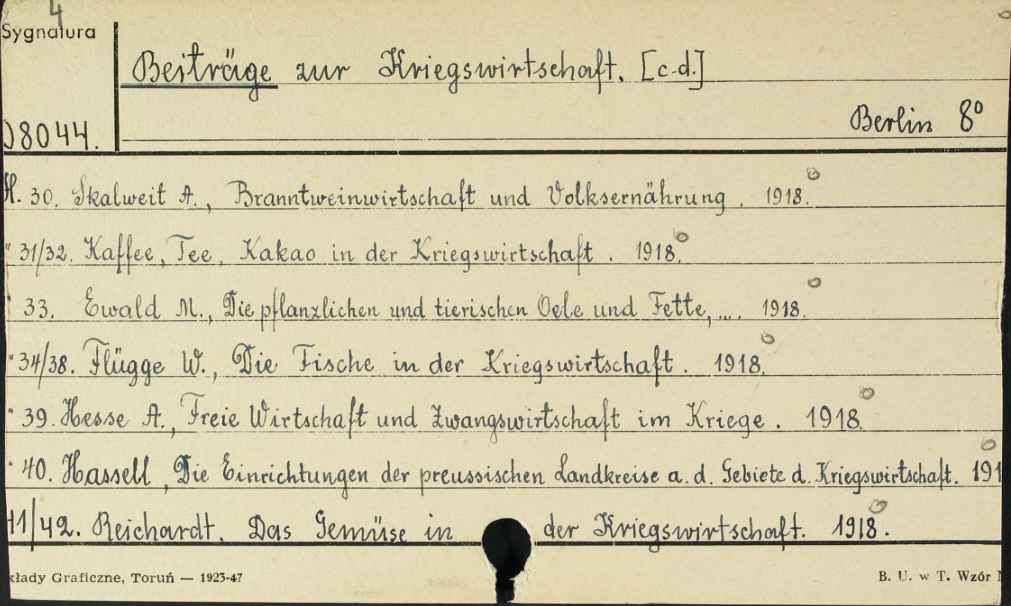 4
Sygnatura
Beiträge zur Kriegswirtschaft. [c.d.]
Berlin 8°
08044.
H. 30. Skalweit A., Branntweinwirtschaft und Volksernährung. 1918.
" 31/32. Kaffee, Tee, Kakao in der Kriegswirtschaft. 1918.
" 33. Ewald M., Die pflanzlichen und tierischen Oele und Fette,... 1918.
" 34/38. Flügge W., Die Fische in der Kriegswirtschaft. 1918.
" 39. Hesse A., Freie Wirtschaft und Zwangswirtschaft im Kriege. 1918.
" 40. Hassell, Die Einrichtungen der preussischen Landkreise a. d. Gebiete d. Kriegswirtschaft. 191
41/42. Reichardt. Das Gemüse in der Kriegswirtschaft. 1918.
kłady Graficzne, Toruń — 1923-47
B. U. w T. Wzór